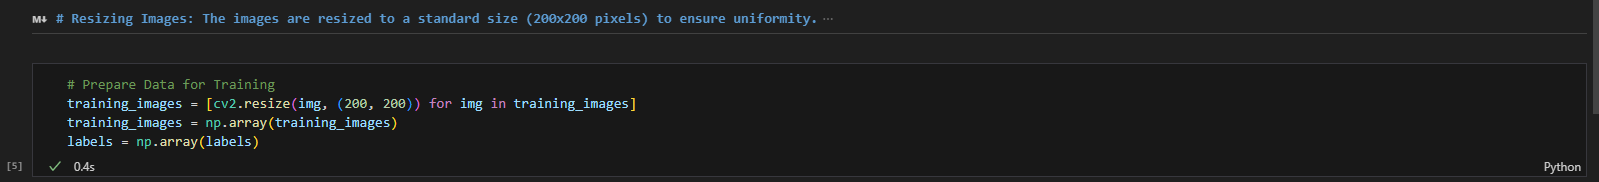 M↓ # Resizing Images: The images are resized to a standard size (200x200 pixels) to ensure uniformity. ···
# Prepare Data for Training
training_images = [cv2.resize(img, (200, 200)) for img in training_images]
training_images = np.array(training_images)
labels = np.array(labels)
[5] ✓ 0.4s Python